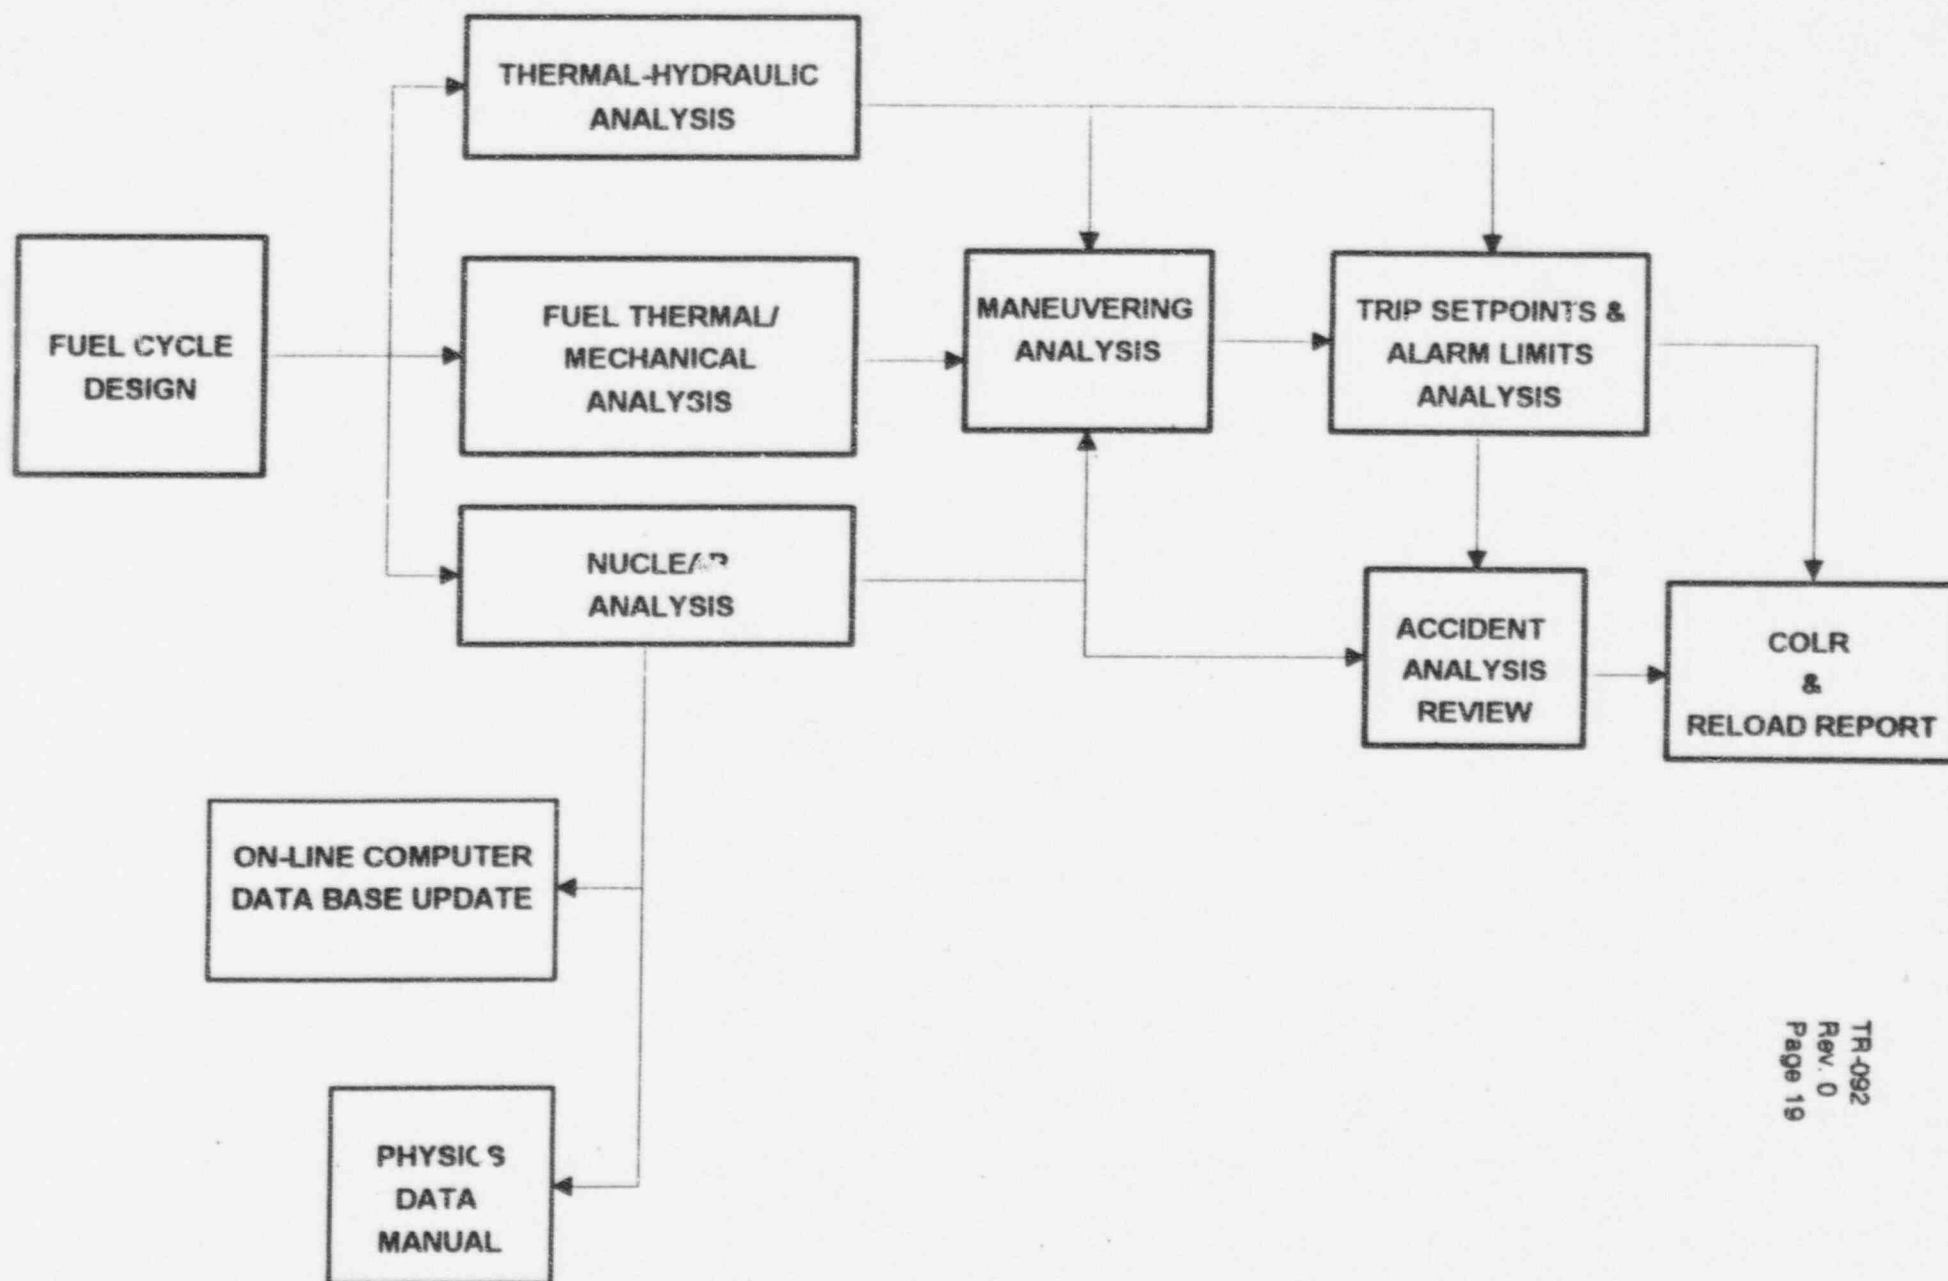 THERMAL-HYDRAULIC
ANALYSIS
FUEL CYCLE
DESIGN
FUEL THERMAL/
MECHANICAL
ANALYSIS
MANEUVERING
ANALYSIS
TRIP SETPOINTS &
ALARM LIMITS
ANALYSIS
NUCLEAR
ANALYSIS
ACCIDENT
ANALYSIS
REVIEW
COLR
&
RELOAD REPORT
ON-LINE COMPUTER
DATA BASE UPDATE
PHYSICS
DATA
MANUAL
TR-092
Rev. 0
Page 19